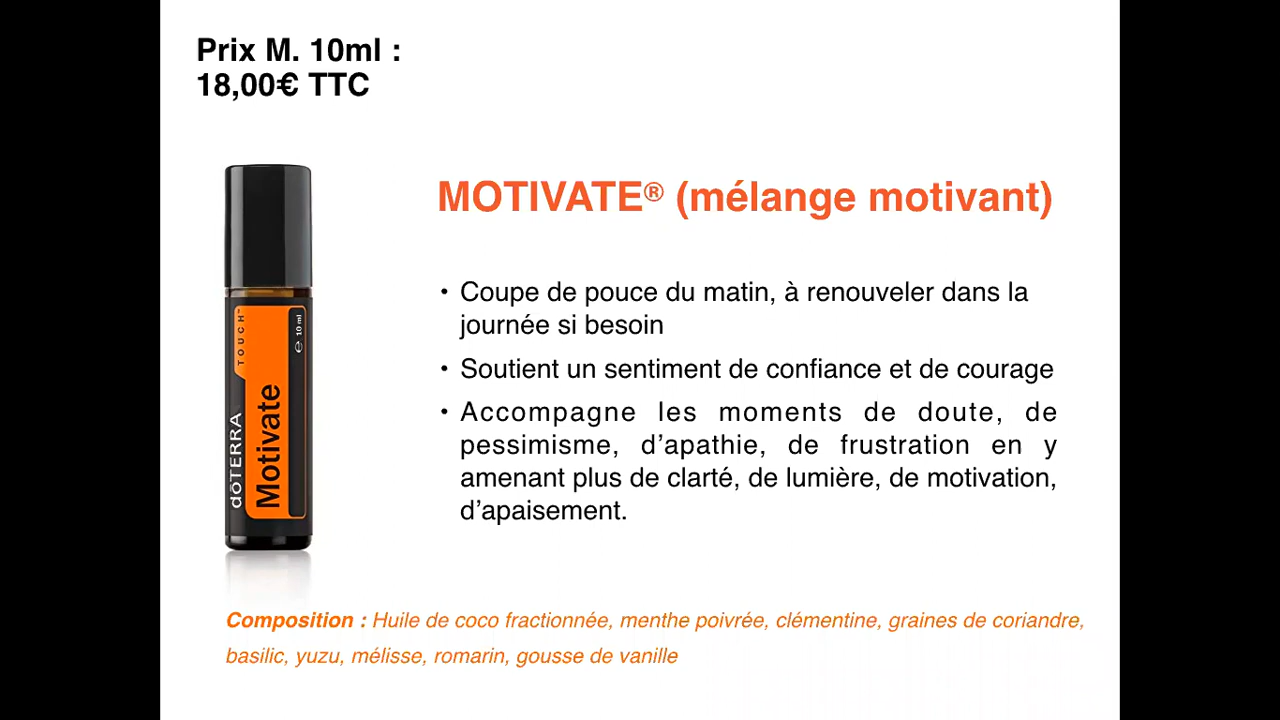 Prix M. 10ml :
18,00€ TTC
MOTIVATE® (mélange motivant)
• Coupe de pouce du matin, à renouveler dans la
journée si besoin
• Soutient un sentiment de confiance et de courage
• Accompagne les moments de doute, de
pessimisme, d’apathie, de frustration en y
amenant plus de clarté, de lumière, de motivation,
d’apaisement.
dōTERRA
Motivate
TOUCH™
℮ 10 ml
Composition : Huile de coco fractionnée, menthe poivrée, clémentine, graines de coriandre,
basilic, yuzu, mélisse, romarin, gousse de vanille